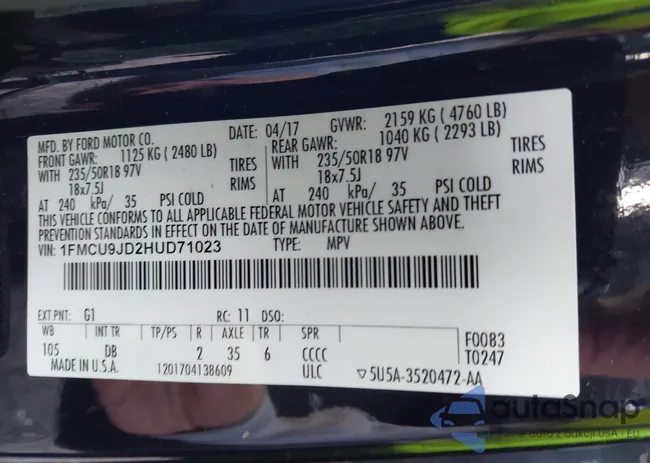 MFD. BY FORD MOTOR CO. DATE: 04/17 GVWR: 2159 KG ( 4760 LB)
FRONT GAWR: 1125 KG ( 2480 LB) REAR GAWR: 1040 KG ( 2293 LB)
WITH 235/50R18 97V TIRES WITH 235/50R18 97V TIRES
18x7.5J RIMS 18x7.5J RIMS
AT 240 kPa/ 35 PSI COLD AT 240 kPa/ 35 PSI COLD
THIS VEHICLE CONFORMS TO ALL APPLICABLE FEDERAL MOTOR VEHICLE SAFETY AND THEFT
PREVENTION STANDARDS IN EFFECT ON THE DATE OF MANUFACTURE SHOWN ABOVE.
VIN: 1FMCU9JD2HUD71023 TYPE: MPV
EXT PNT: G1 RC: 11 DSO:
WB INT TR TP/PS R AXLE TR SPR F0083
105 DB 2 35 6 CCCC T0247
MADE IN U.S.A. 1201704138609 ULC ▽5U5A-3520472-AA
autoSnap